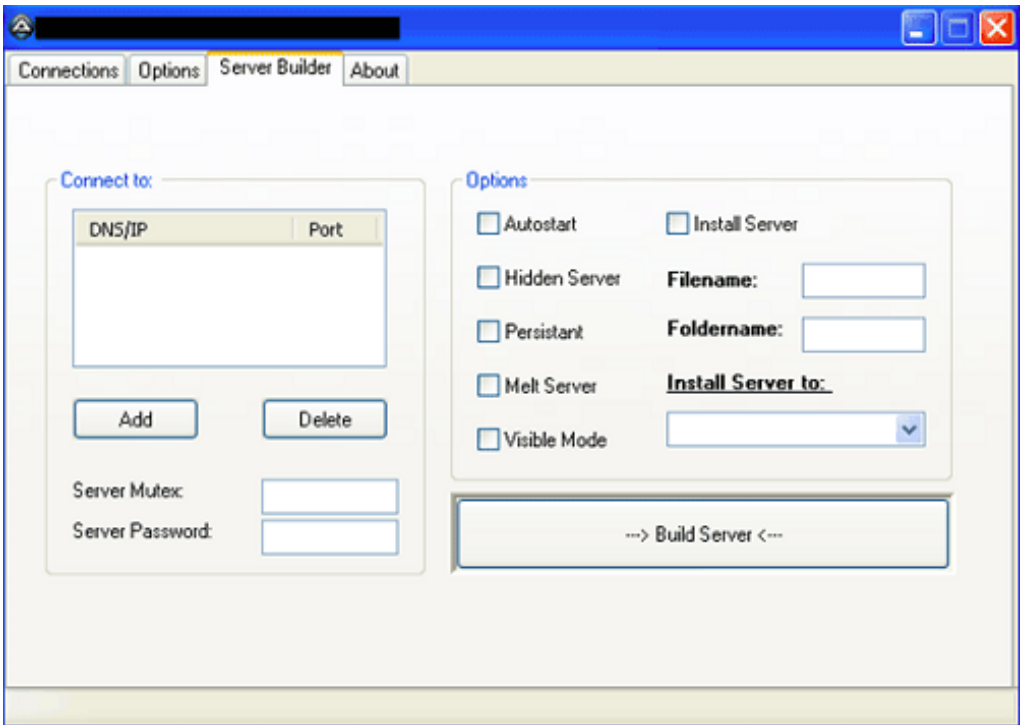 Connections Options Server Builder About
Connect to:
DNS/IP Port
Add Delete
Server Mutex:
Server Password:
Options
Autostart Install Server
Hidden Server Filename:
Persistant Foldername:
Melt Server Install Server to:
Visible Mode
---> Build Server <---